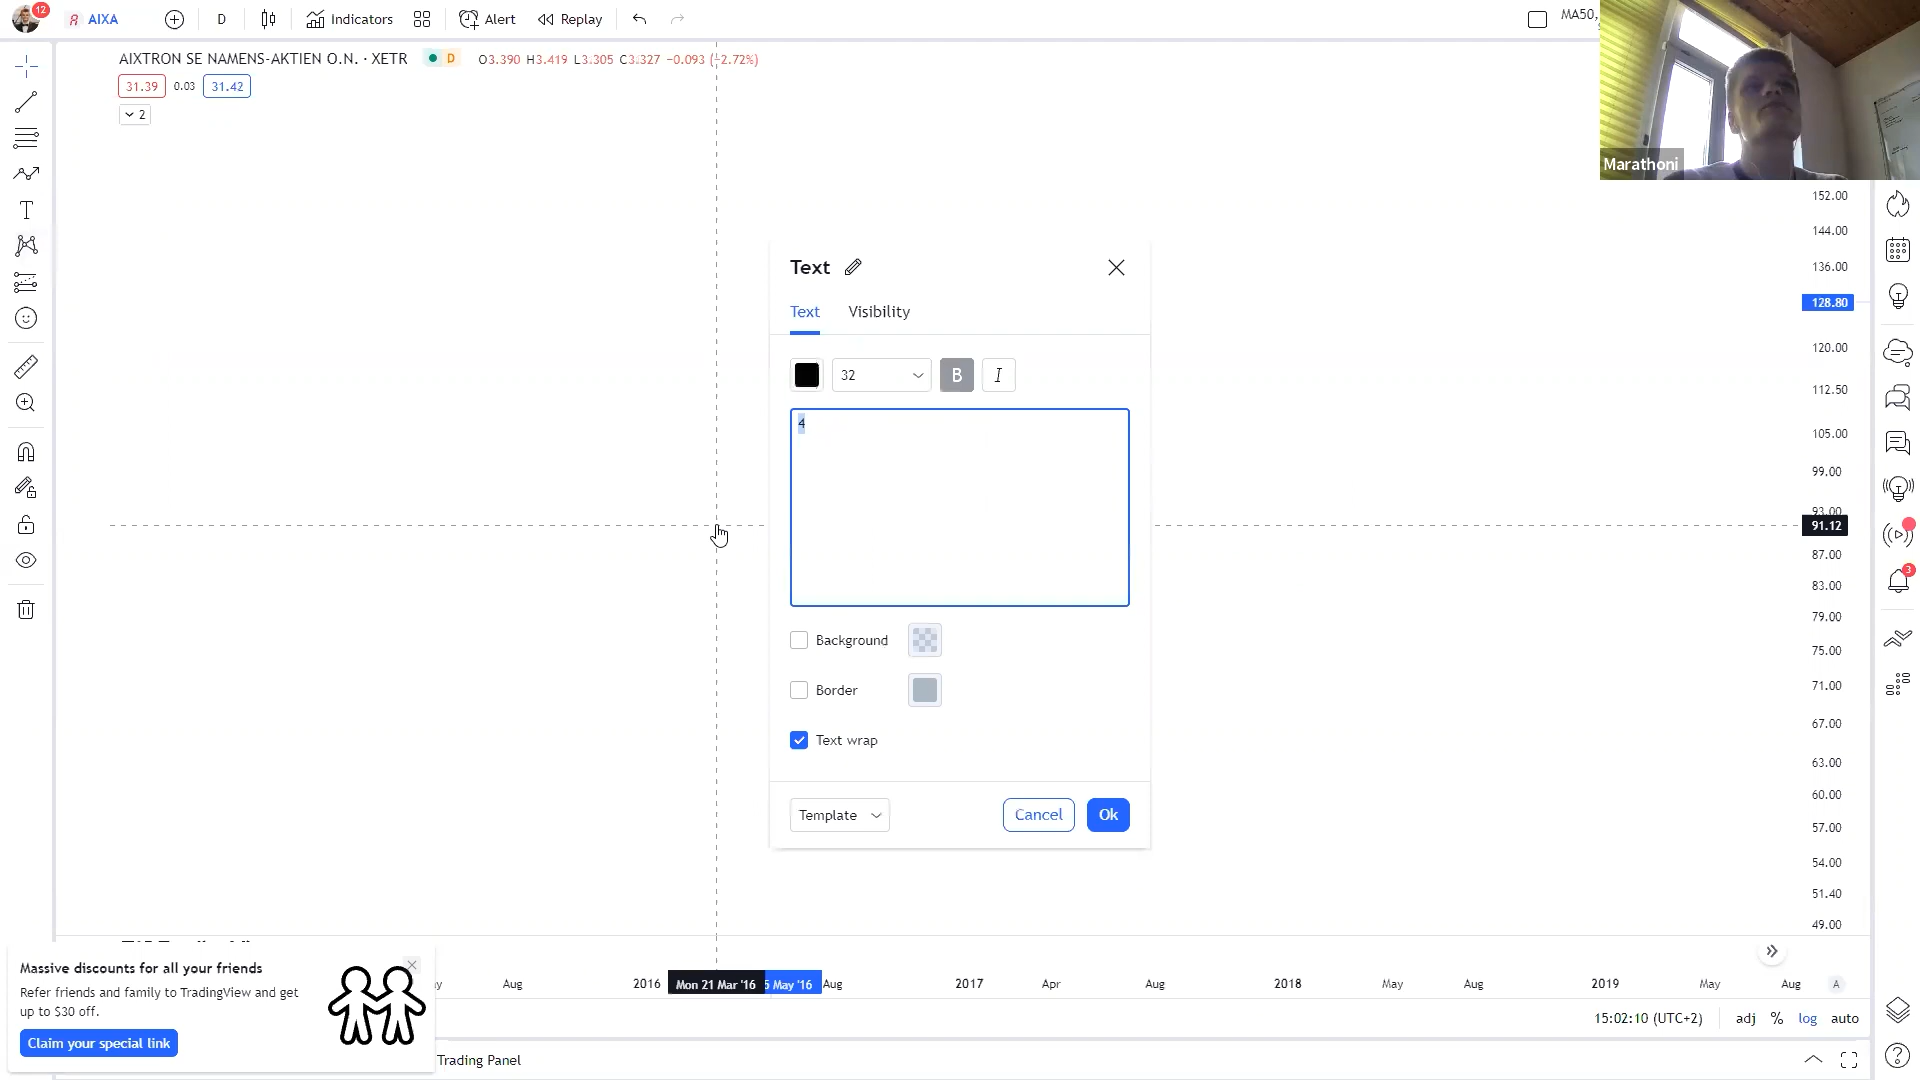 12
AIXA
D
Indicators
Alert
Replay
MA50,
AIXTRON SE NAMENS-AKTIEN O.N. · XETR
D
O3.390 H3.419 L3.305 C3.327 −0.093 (−2.72%)
31.39
0.03
31.42
2
Marathoni
152.00
144.00
136.00
128.80
120.00
112.50
105.00
99.00
93.00
91.12
87.00
83.00
79.00
75.00
71.00
67.00
63.00
60.00
57.00
54.00
51.40
49.00
3
Text
Text
Visibility
32
B
I
4
Background
Border
Text wrap
Template
Cancel
Ok
Massive discounts for all your friends
Refer friends and family to TradingView and get
up to $30 off.
Claim your special link
Aug
2016
Mon 21 Mar '16
May '16
Aug
2017
Apr
Aug
2018
May
Aug
2019
May
Aug
A
15:02:10 (UTC+2)
adj
%
log
auto
Trading Panel